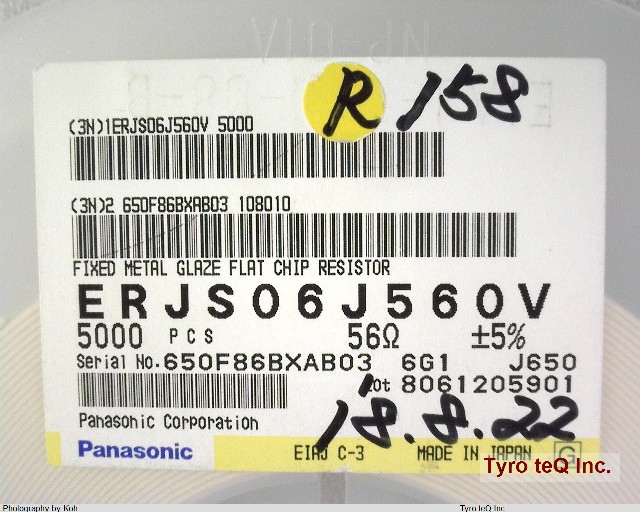 R 158
(3N)1ERJS06J560V 5000
(3N)2 650F86BXAB03 108010
FIXED METAL GLAZE FLAT CHIP RESISTOR
ERJS06J560V
5000 PCS 56Ω ±5%
Serial No.650F86BXAB03 6G1 J650
Lot 8061205901
Panasonic Corporation
'18.8.22
Panasonic EIAJ C-3 MADE IN JAPAN G
Tyro teQ Inc.
Photography by Koh Tyro teQ Inc